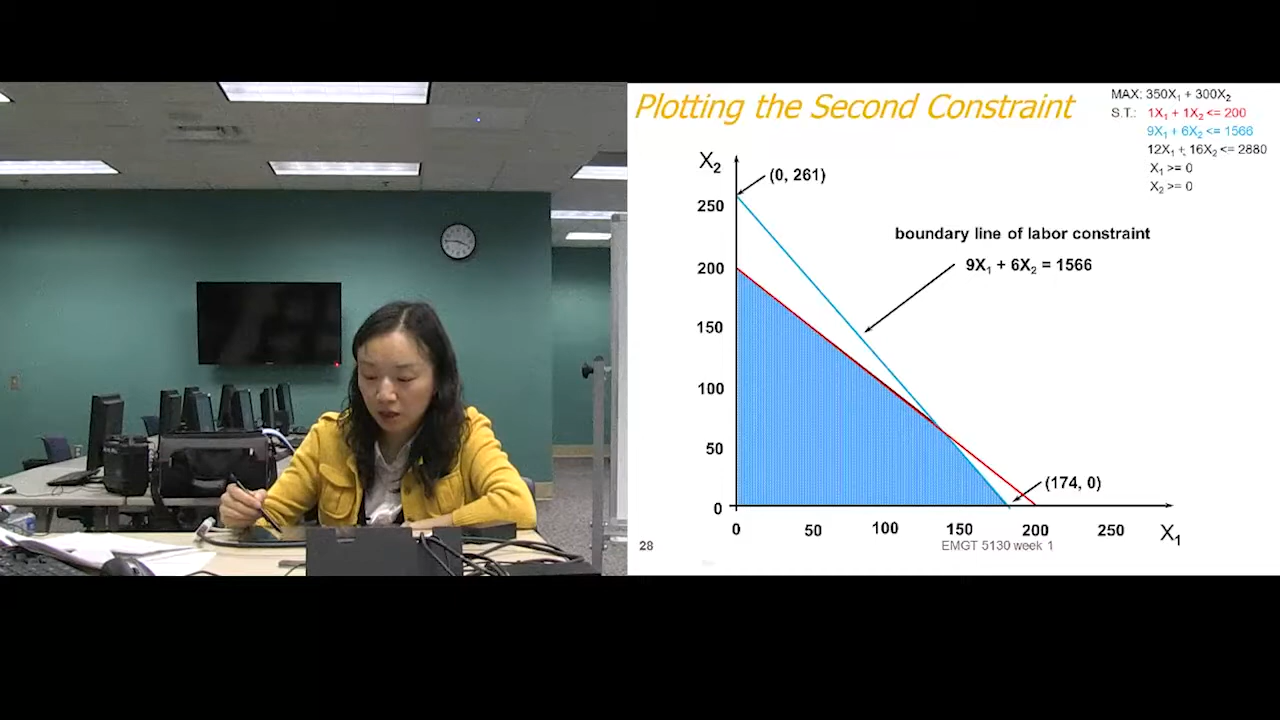 Plotting the Second Constraint
MAX: 350X₁ + 300X₂
S.T.: 1X₁ + 1X₂ <= 200
9X₁ + 6X₂ <= 1566
12X₁ + 16X₂ <= 2880
X₁ >= 0
X₂ >= 0
X₂
(0, 261)
250
boundary line of labor constraint
9X₁ + 6X₂ = 1566
200
150
100
50
(174, 0)
0
0 50 100 150 200 250
X₁
28
EMGT 5130 week 1